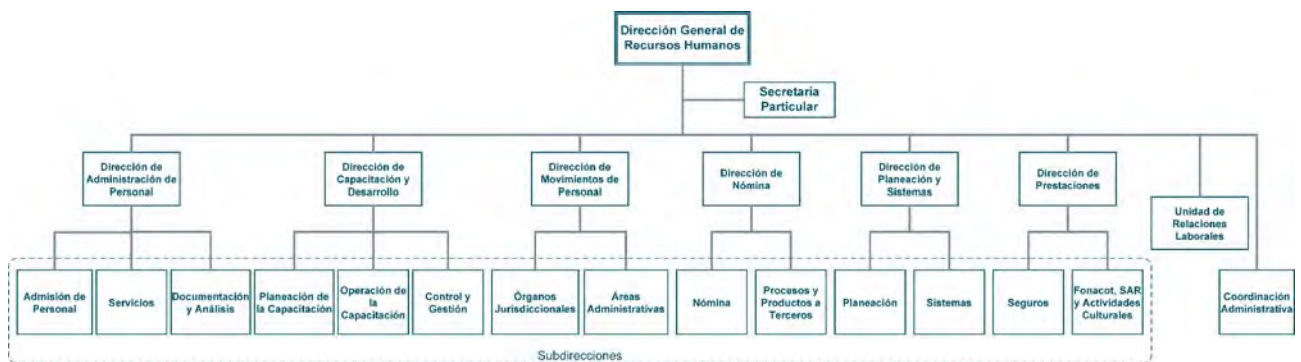 Dirección General de
Recursos Humanos
Secretaría
Particular
Dirección de
Administración de
Personal
Dirección de
Capacitación y
Desarrollo
Dirección de
Movimientos de
Personal
Dirección de
Nómina
Dirección de
Planeación y
Sistemas
Dirección de
Prestaciones
Unidad de
Relaciones
Laborales
Admisión de
Personal
Servicios
Documentación
y Análisis
Planeación de
la Capacitación
Operación de
la
Capacitación
Control y
Gestión
Órganos
Jurisdiccionales
Áreas
Administrativas
Nómina
Procesos y
Productos a
Terceros
Planeación
Sistemas
Seguros
Fonacot, SAR
y Actividades
Culturales
Coordinación
Administrativa
Subdirecciones